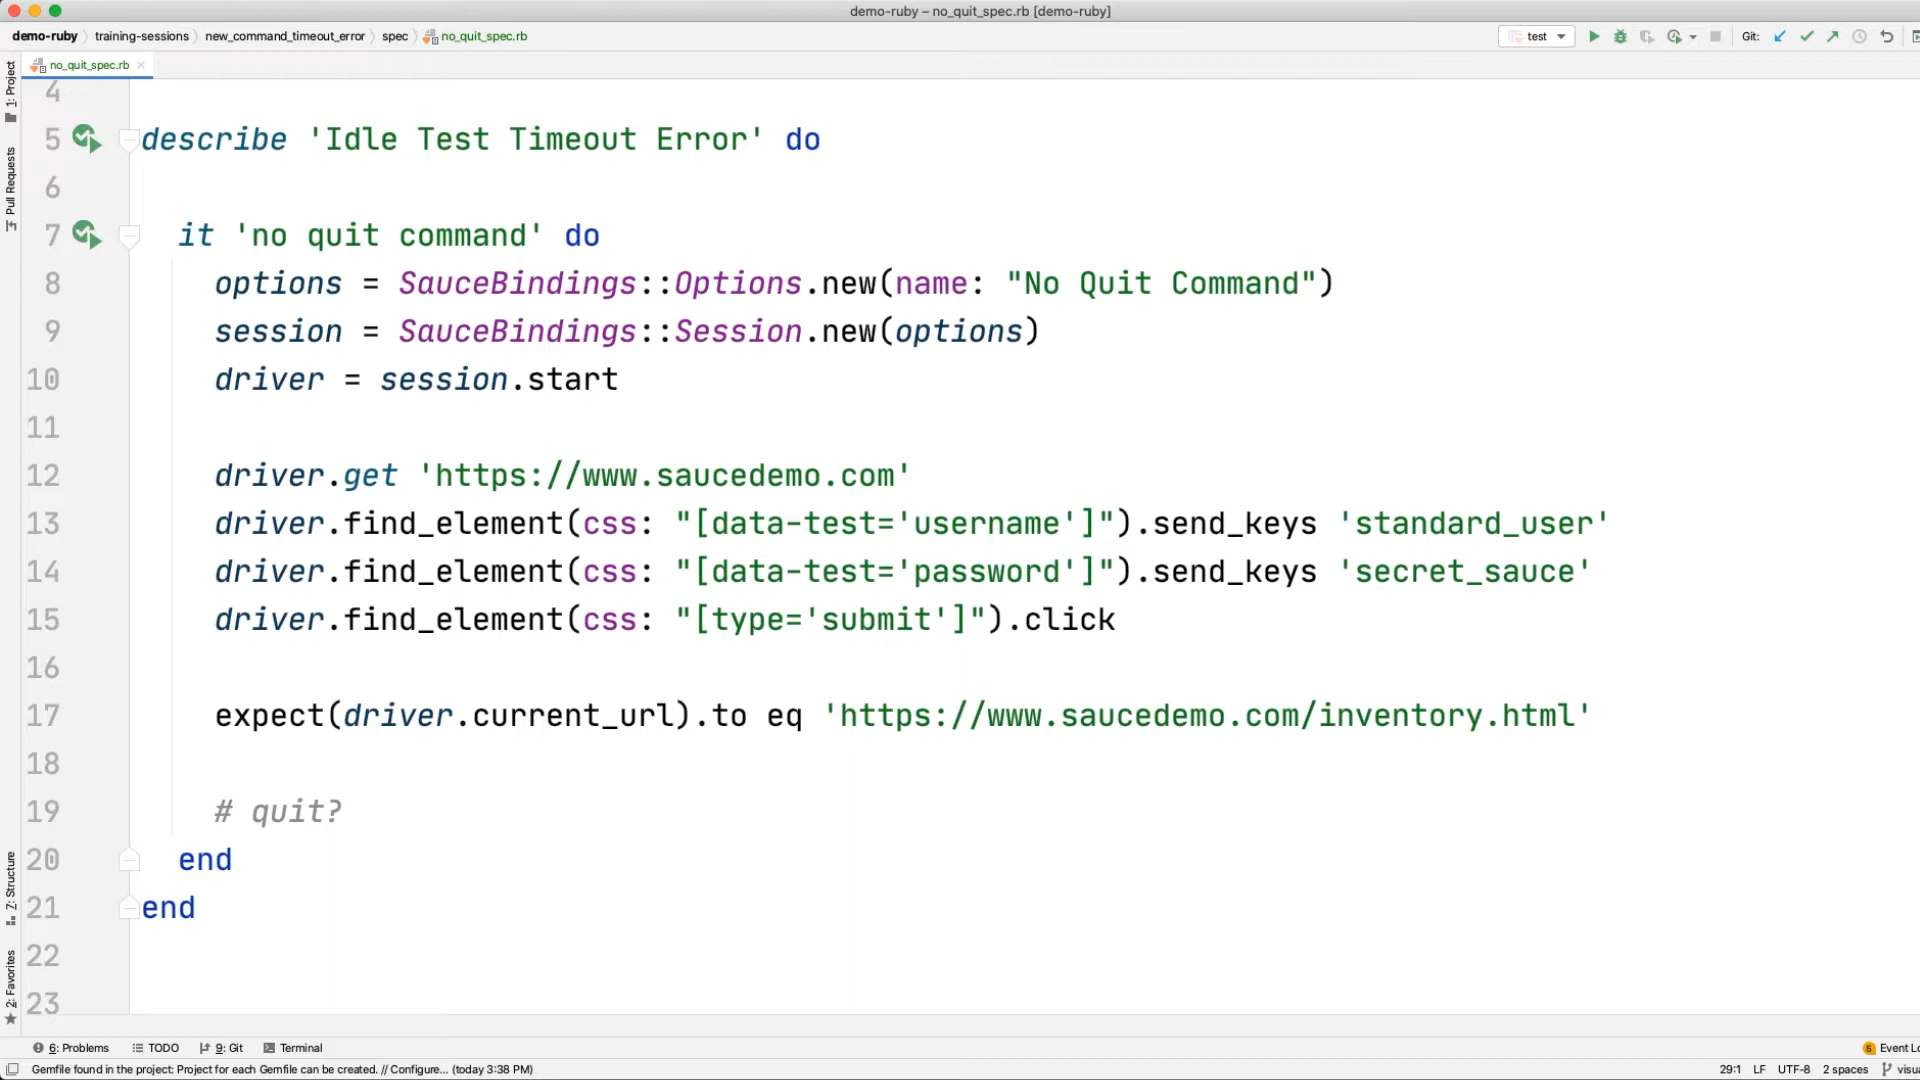 demo-ruby – no_quit_spec.rb [demo-ruby]
demo-ruby training-sessions new_command_timeout_error spec no_quit_spec.rb test Git:
no_quit_spec.rb
1: Project
Pull Requests
4
5 describe 'Idle Test Timeout Error' do
6
7 it 'no quit command' do
8 options = SauceBindings::Options.new(name: "No Quit Command")
9 session = SauceBindings::Session.new(options)
10 driver = session.start
11
12 driver.get 'https://www.saucedemo.com'
13 driver.find_element(css: "[data-test='username']").send_keys 'standard_user'
14 driver.find_element(css: "[data-test='password']").send_keys 'secret_sauce'
15 driver.find_element(css: "[type='submit']").click
16
17 expect(driver.current_url).to eq 'https://www.saucedemo.com/inventory.html'
18
19 # quit?
20 end
21 end
22
23
Z: Structure
2: Favorites
6: Problems TODO 9: Git Terminal 5 Event Lo
Gemfile found in the project: Project for each Gemfile can be created. // Configure... (today 3:38 PM) 29:1 LF UTF-8 2 spaces visua